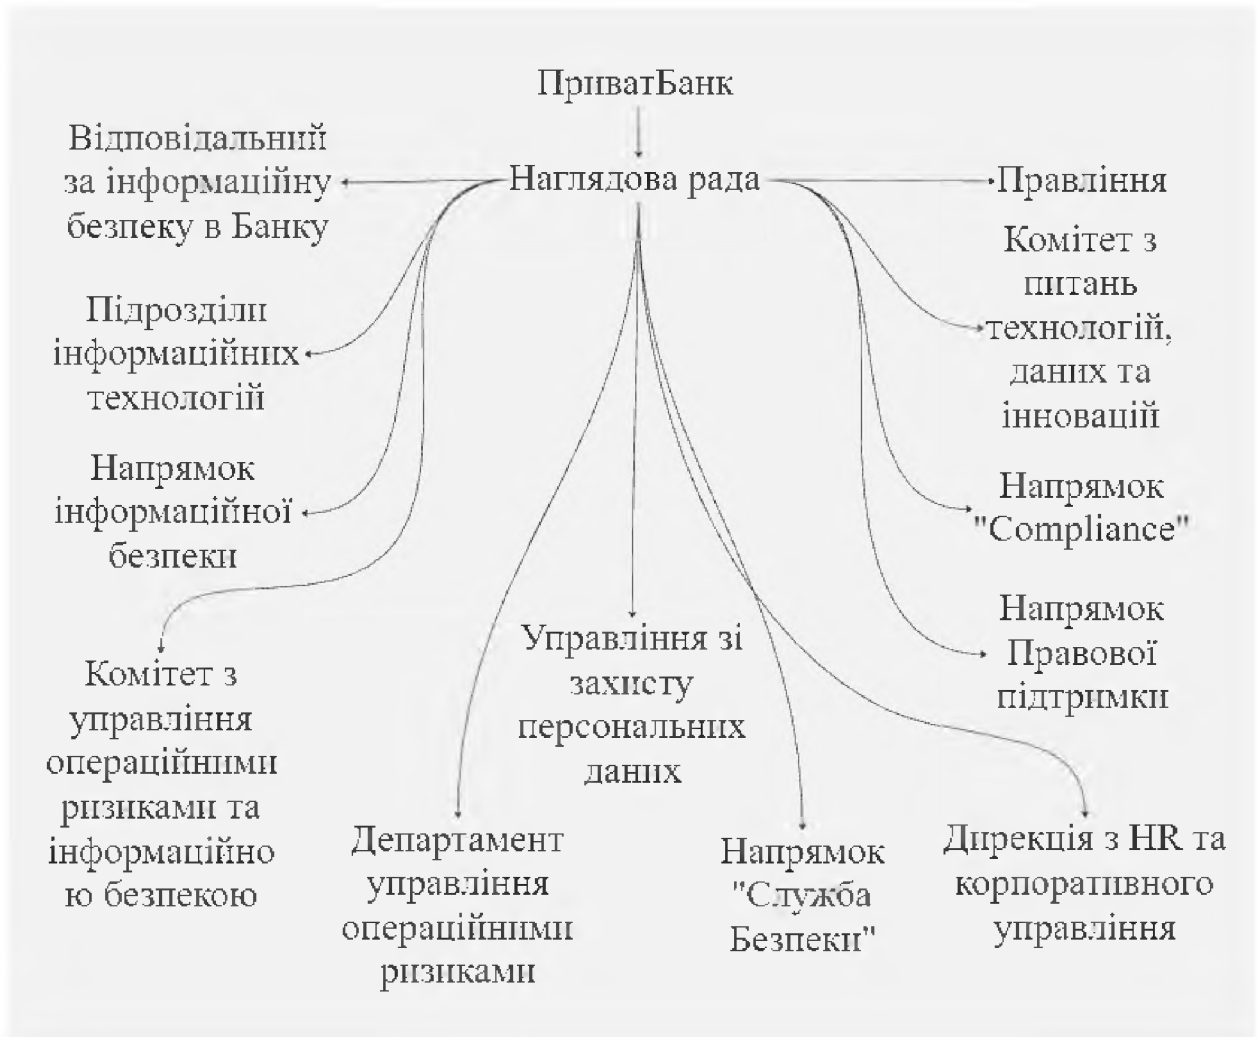 ПриватБанк
Наглядова рада
Відповідальний
за інформаційну
безпеку в Банку
Підрозділи
інформаційних
технологій
Напрямок
інформаційної
безпеки
Комітет з
управління
операційними
ризиками та
інформаційно
ю безпекою
Департамент
управління
операційними
ризиками
Управління зі
захисту
персональних
даних
Напрямок
"Служба
Безпеки"
Дирекція з HR та
корпоративного
управління
Правління
Комітет з
питань
технологій,
даних та
інновацій
Напрямок
"Compliance"
Напрямок
Правової
підтримки